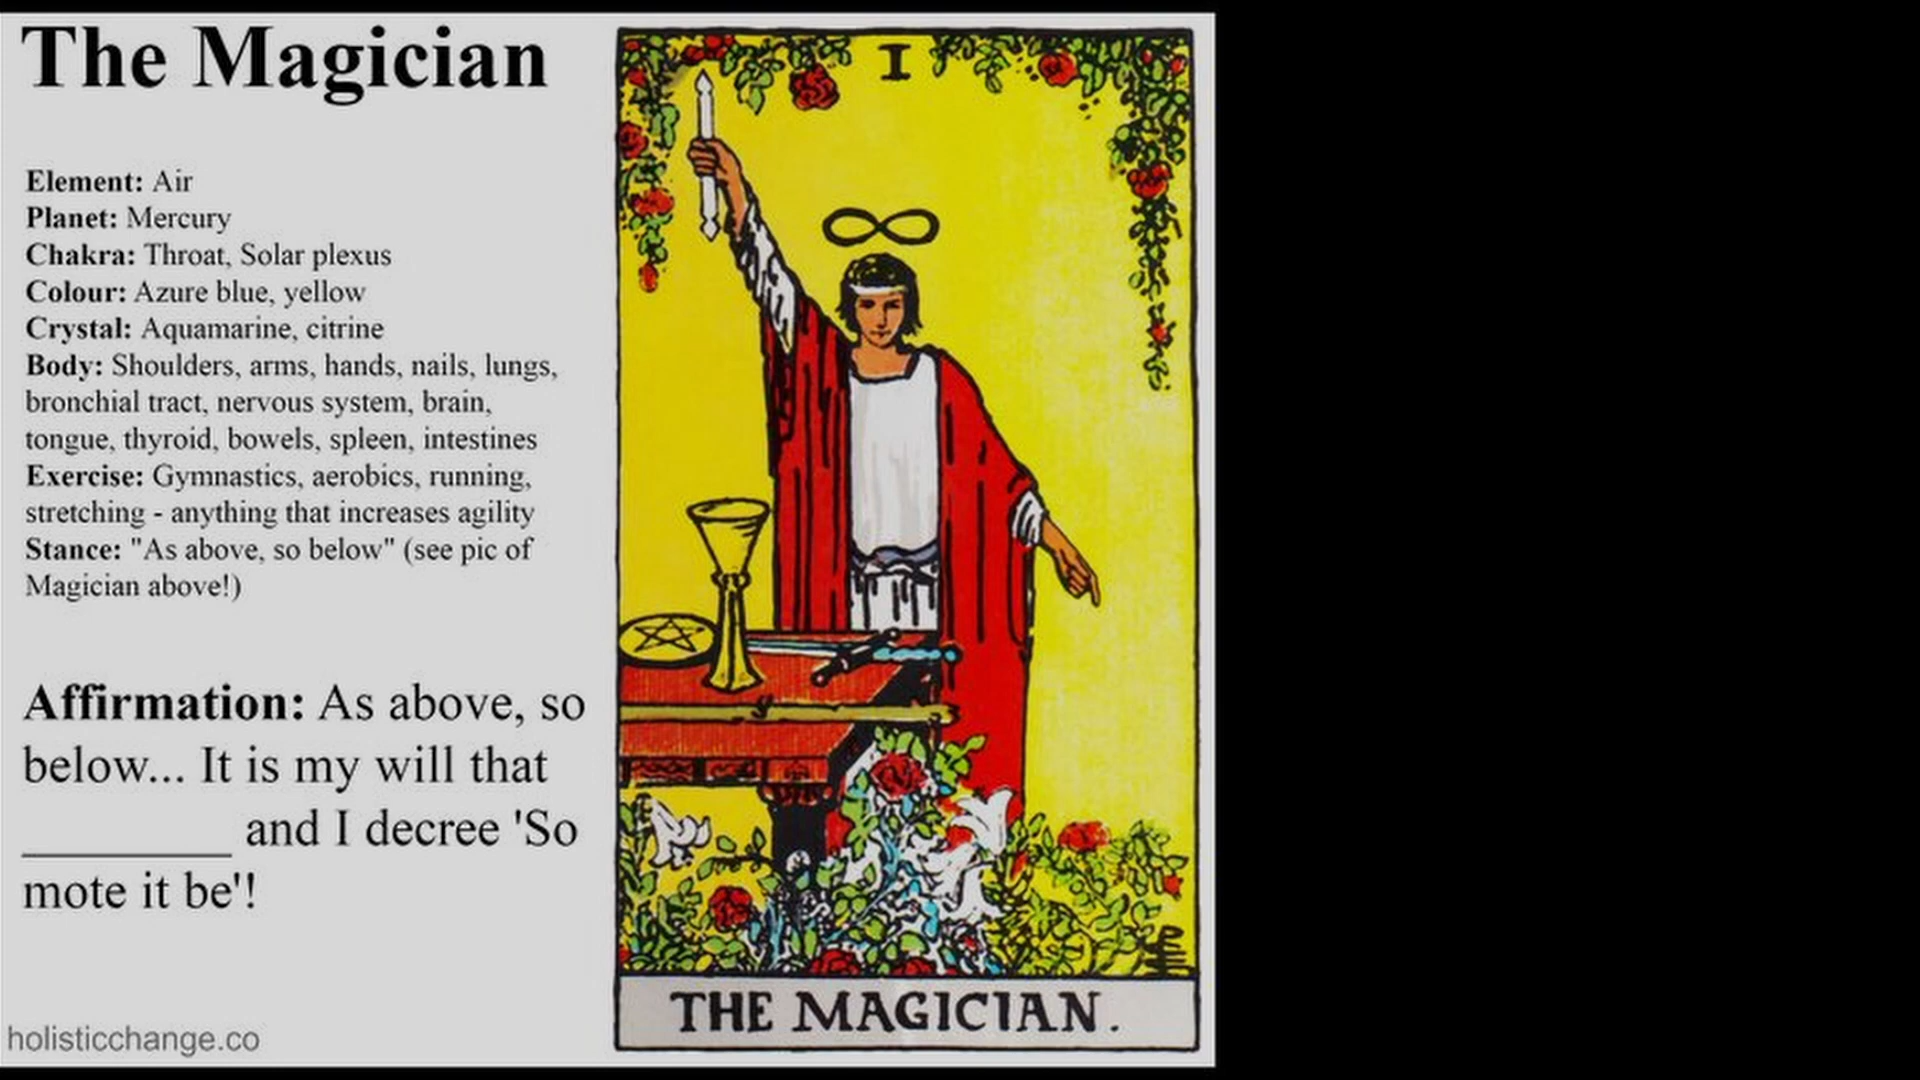 The Magician
Element: Air
Planet: Mercury
Chakra: Throat, Solar plexus
Colour: Azure blue, yellow
Crystal: Aquamarine, citrine
Body: Shoulders, arms, hands, nails, lungs,
bronchial tract, nervous system, brain,
tongue, thyroid, bowels, spleen, intestines
Exercise: Gymnastics, aerobics, running,
stretching - anything that increases agility
Stance: "As above, so below" (see pic of
Magician above!)
Affirmation: As above, so
below... It is my will that
_________ and I decree 'So
mote it be'!
holisticchange.co
I
THE MAGICIAN.